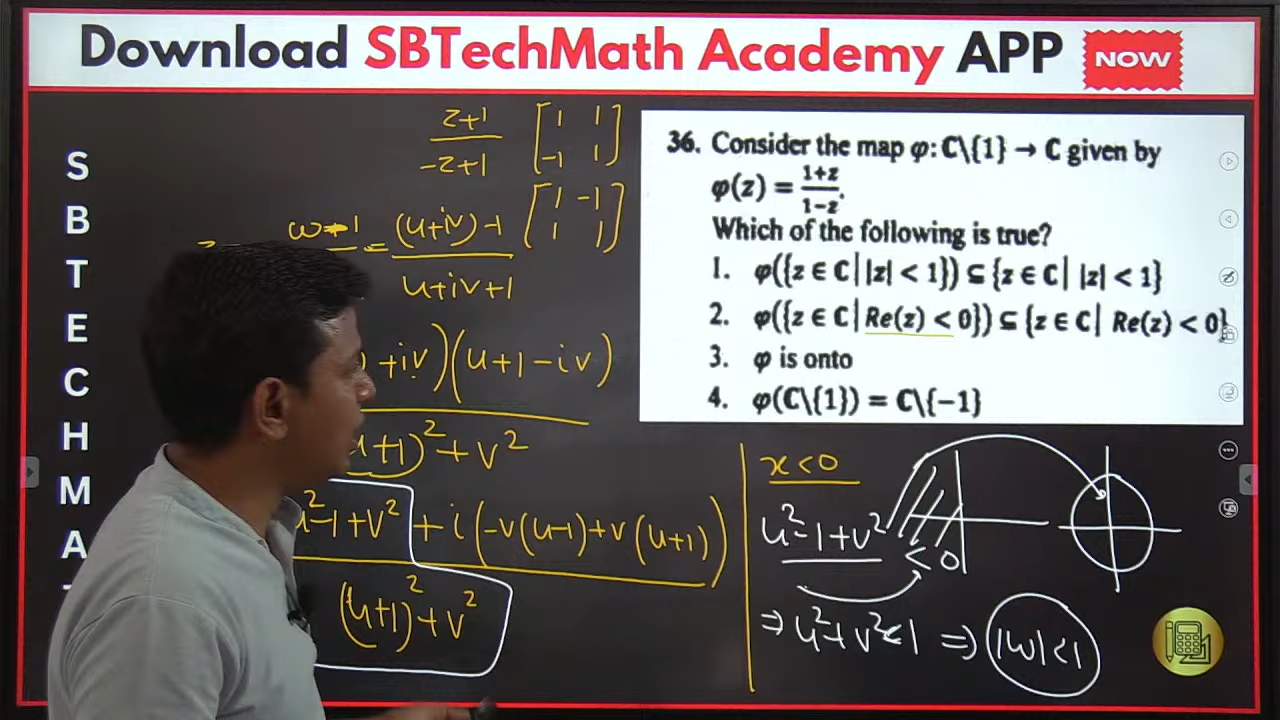 Download SBTechMath Academy APP NOW
S
B
T
E
C
H
M
A
z+1
-z+1
[1 1
-1 1]
[1 -1
1 1]
w-1 = (u+iv)-1
u+iv+1
+iv)(u+1-iv)
+1)² + v²
u²-1+v² + i(-v(u-1)+v(u+1))
(u+1)² + v²
36. Consider the map φ: C\{1} → C given by
φ(z) = 1+z
1-z.
Which of the following is true?
1. φ({z ∈ C| |z| < 1}) ⊆ {z ∈ C| |z| < 1}
2. φ({z ∈ C| Re(z) < 0}) ⊆ {z ∈ C| Re(z) < 0}
3. φ is onto
4. φ(C\{1}) = C\{-1}
x<0
u²-1+v²
<0
⇒ u²+v²<1 ⇒ |w|<1